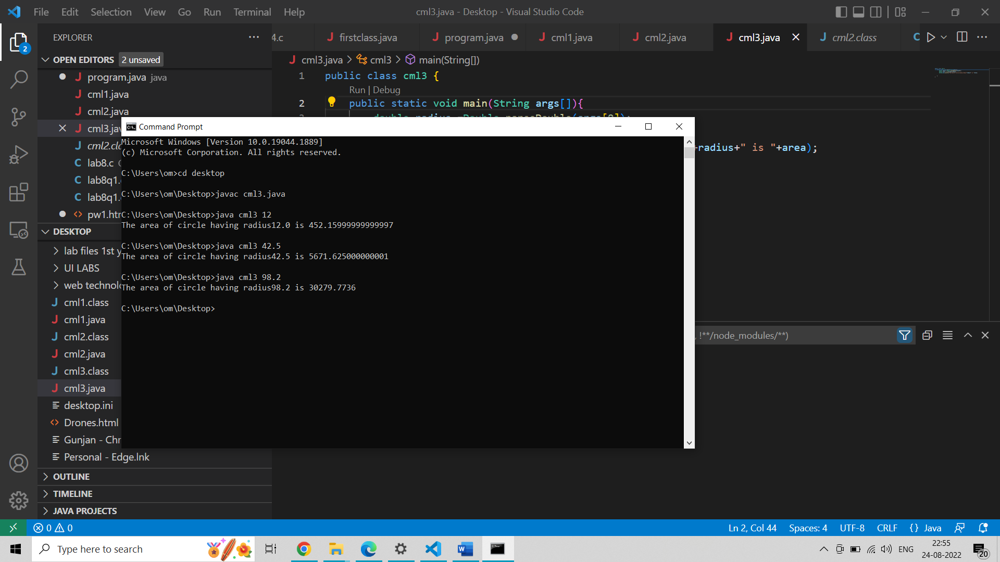 File Edit Selection View Go Run Terminal Help
cml3.java - Desktop - Visual Studio Code
EXPLORER
4.c firstclass.java program.java cml1.java cml2.java cml3.java cml2.class C
2
OPEN EDITORS 2 unsaved
program.java java
cml1.java
cml2.java
cml3.jav
cml2.cla
lab8.c
lab8q1.
lab8q1.
pw1.htm
cml3.java > cml3 > main(String[])
1 public class cml3 {
Run | Debug
2 public static void main(String args[]){
+radius+" is "+area);
Command Prompt
Microsoft Windows [Version 10.0.19044.1889]
(c) Microsoft Corporation. All rights reserved.
C:\Users\om>cd desktop
C:\Users\om\Desktop>javac cml3.java
C:\Users\om\Desktop>java cml3 12
The area of circle having radius12.0 is 452.15999999999997
C:\Users\om\Desktop>java cml3 42.5
The area of circle having radius42.5 is 5671.625000000001
C:\Users\om\Desktop>java cml3 98.2
The area of circle having radius98.2 is 30279.7736
C:\Users\om\Desktop>
, !**/node_modules/**)
DESKTOP
lab files 1st y
UI LABS
web technolo
cml1.class
cml1.java
cml2.class
cml2.java
cml3.class
cml3.java
desktop.ini
Drones.html
Gunjan - Chr
Personal - Edge.lnk
OUTLINE
TIMELINE
JAVA PROJECTS
0 0
Ln 2, Col 44 Spaces: 4 UTF-8 CRLF {} Java
Type here to search
ENG
22:55
24-08-2022
20